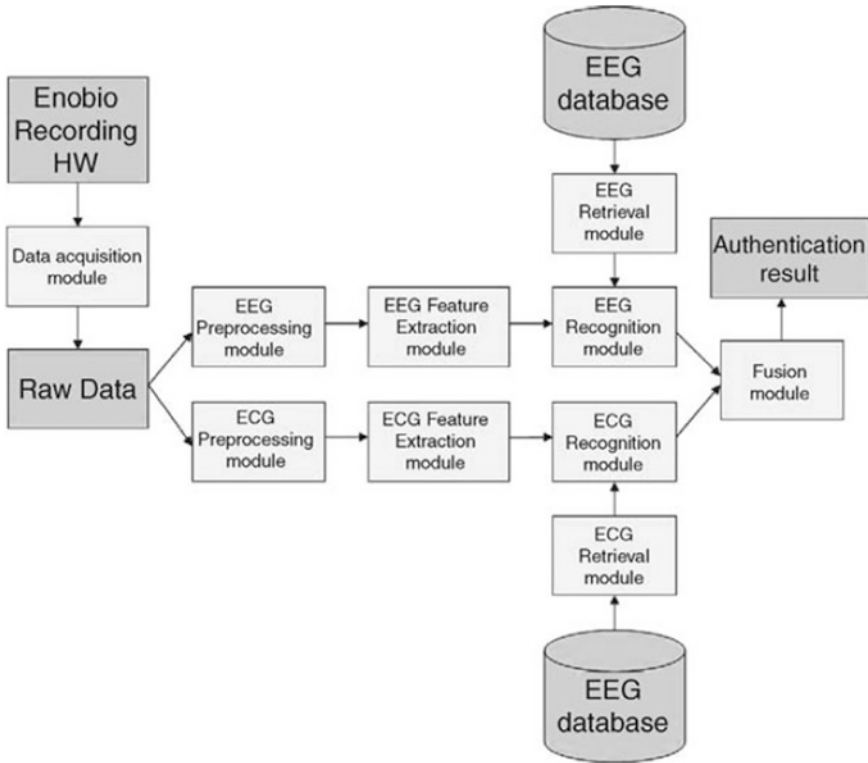 Enobio
Recording
HW
Data acquisition
module
Raw Data
EEG
Preprocessing
module
EEG Feature
Extraction
module
EEG
database
EEG
Retrieval
module
EEG
Recognition
module
ECG
Preprocessing
module
ECG Feature
Extraction
module
ECG
Recognition
module
ECG
Retrieval
module
EEG
database
Fusion
module
Authentication
result